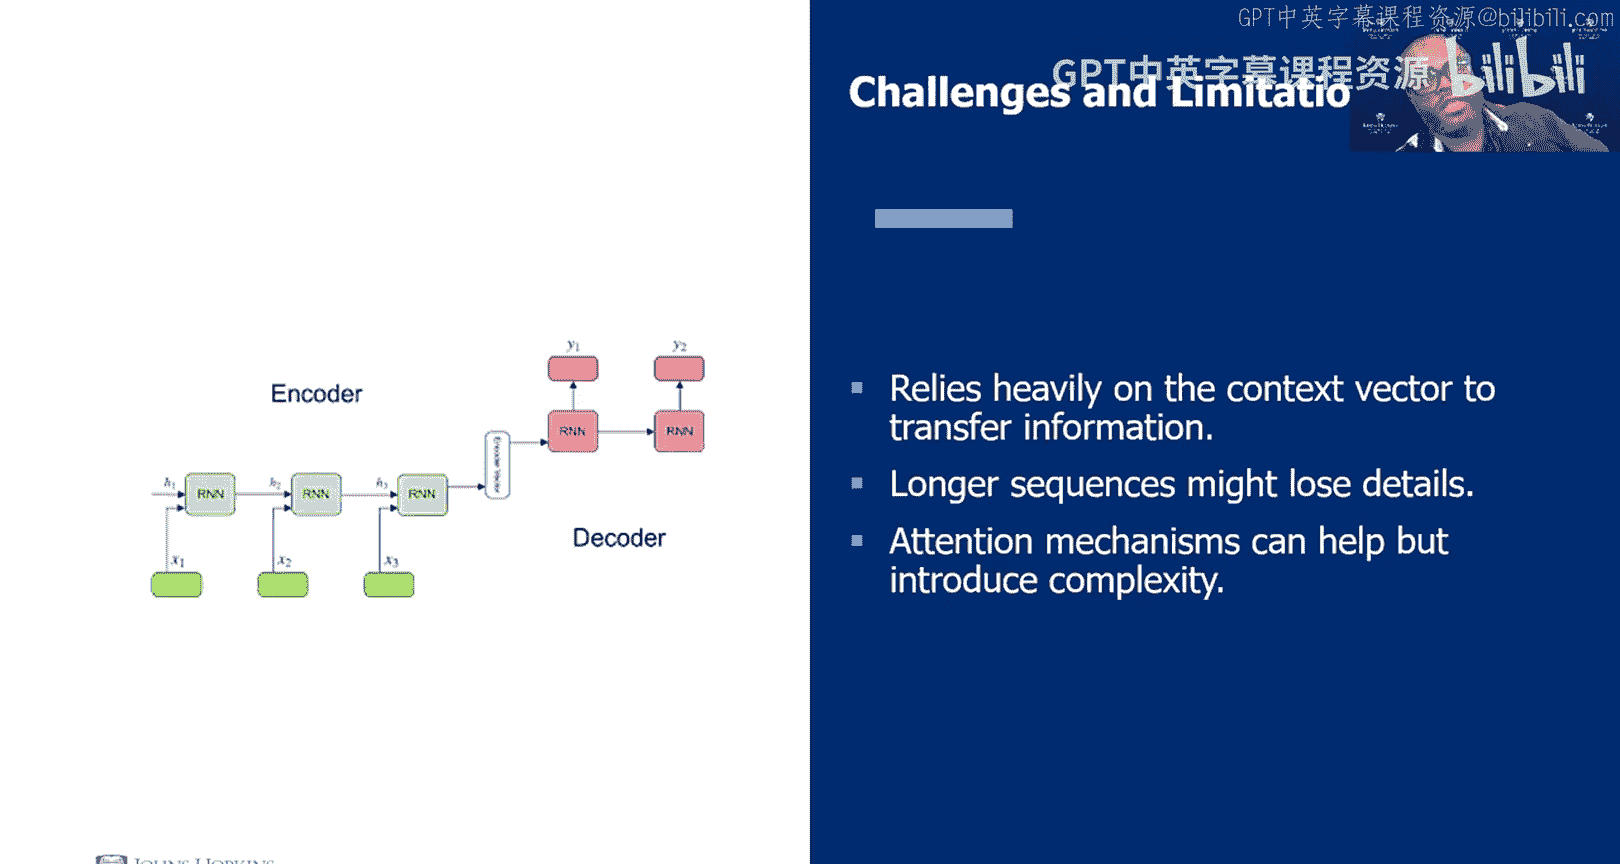 GPT中英字幕课程资源@bilibili.com
GPT中英字幕课程资源 bilibili
Challenges and Limitatio
y1
y2
Encoder
RNN
RNN
h1
RNN
h2
RNN
h3
RNN
Decoder
x1
x2
x3
Relies heavily on the context vector to
transfer information.
Longer sequences might lose details.
Attention mechanisms can help but
introduce complexity.
JOHNS HOPKINS